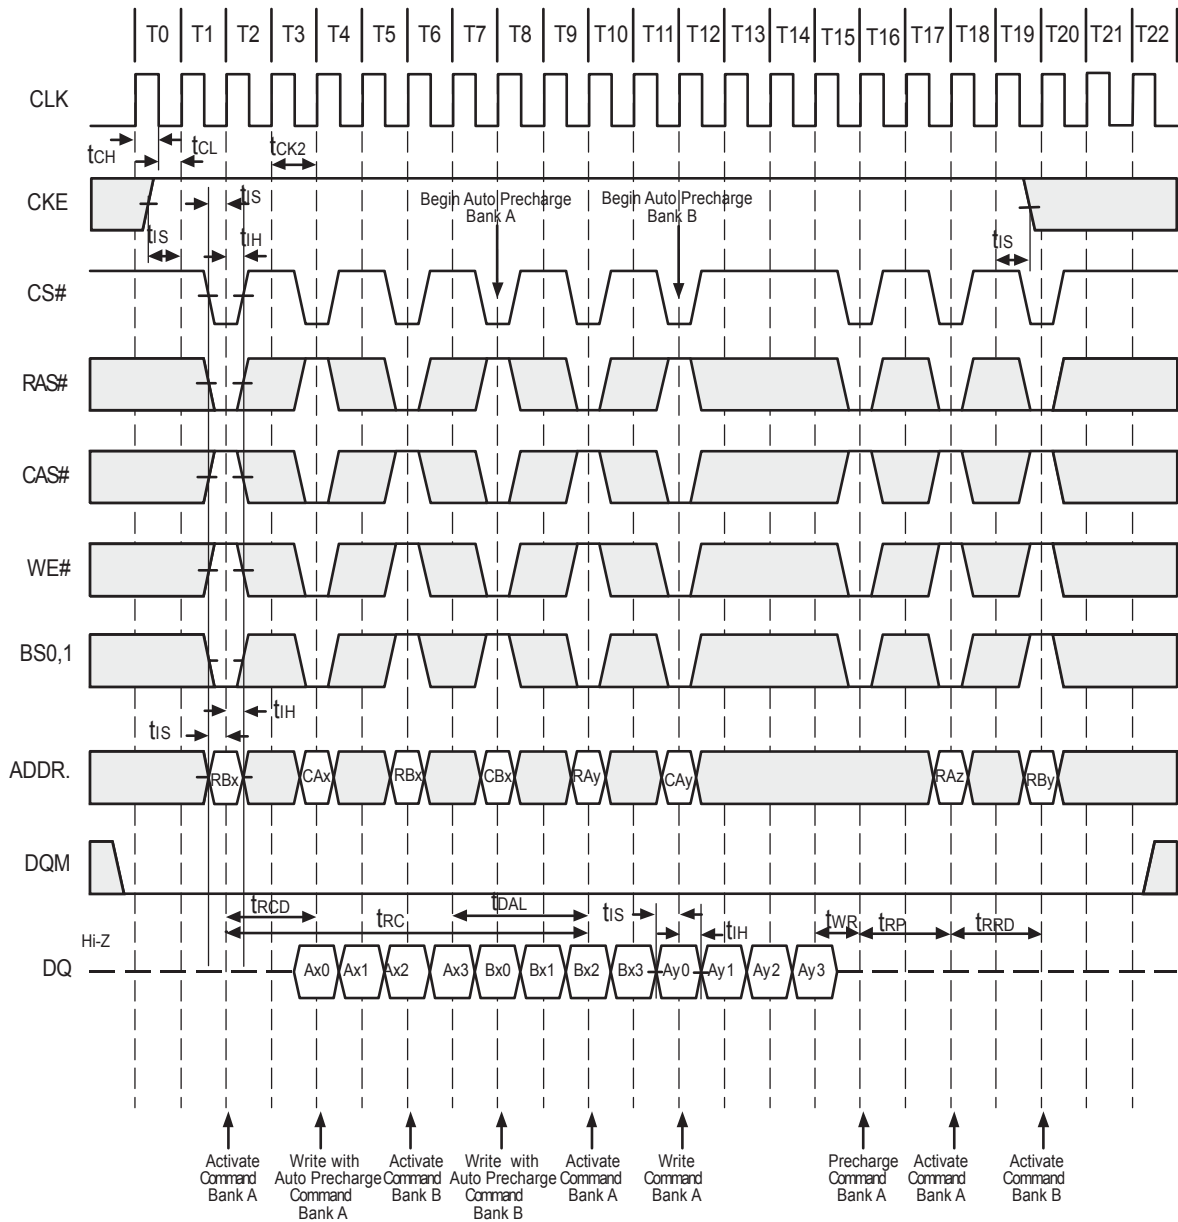 T0 T1 T2 T3 T4 T5 T6 T7 T8 T9 T10 T11 T12 T13 T14 T15 T16 T17 T18 T19 T20 T21 T22
CLK
tCH tCL tCK2
CKE
tIS
Begin Auto Precharge
Bank A
Begin Auto Precharge
Bank B
tIS tIH tIS
CS#
RAS#
CAS#
WE#
BS0,1
tIH
tIS
ADDR.
RBx CAx RBx CBx RAy CAy RAz RBy
DQM
tRCD tRC tDAL tIS tIH tWR tRP tRRD
Hi-Z
DQ
Ax0 Ax1 Ax2 Ax3 Bx0 Bx1 Bx2 Bx3 Ay0 Ay1 Ay2 Ay3
Activate
Command
Bank A
Write with
Auto Precharge
Command
Bank A
Activate
Command
Bank B
Write with
Auto Precharge
Command
Bank B
Activate
Command
Bank A
Write
Command
Bank A
Precharge
Command
Bank A
Activate
Command
Bank A
Activate
Command
Bank B